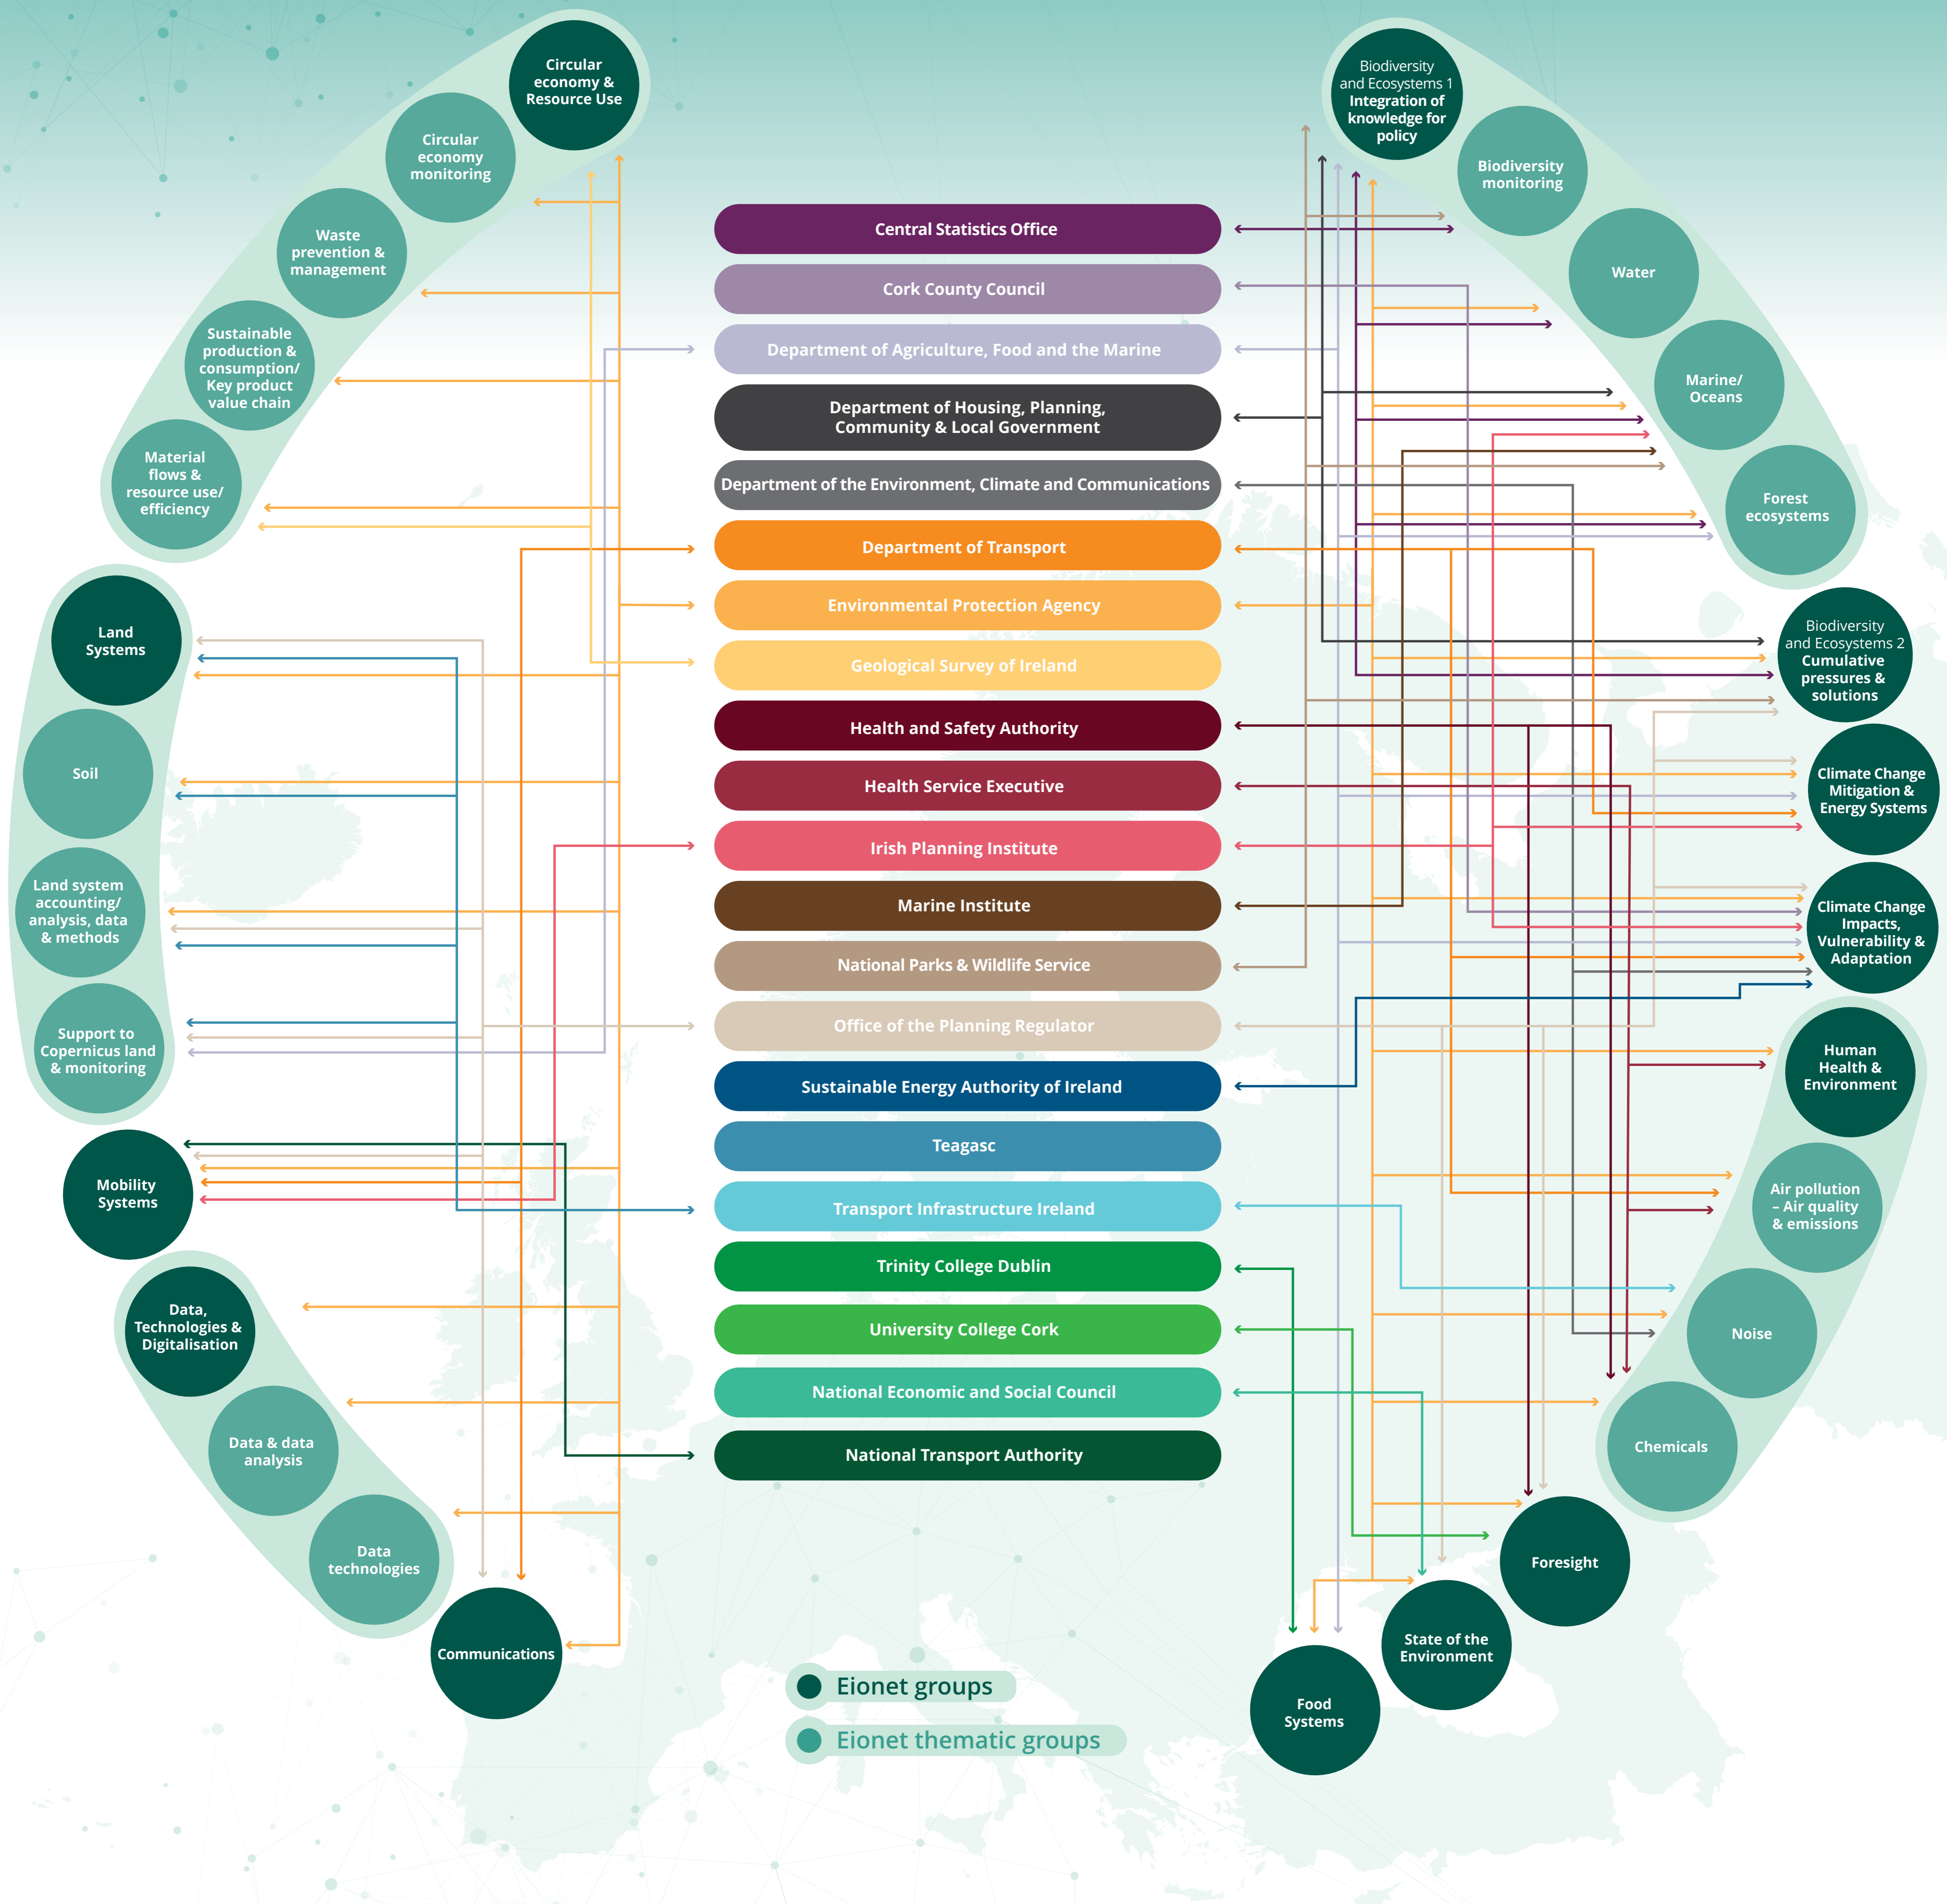 Circular
economy &
Resource Use
Circular
economy
monitoring
Waste
prevention &
management
Sustainable
production &
consumption/
Key product
value chain
Material
flows &
resource use/
efficiency
Land
Systems
Soil
Land system
accounting/
analysis, data
& methods
Support to
Copernicus land
& monitoring
Mobility
Systems
Data,
Technologies &
Digitalisation
Data & data
analysis
Data
technologies
Communications
Central Statistics Office
Cork County Council
Department of Agriculture, Food and the Marine
Department of Housing, Planning,
Community & Local Government
Department of the Environment, Climate and Communications
Department of Transport
Environmental Protection Agency
Geological Survey of Ireland
Health and Safety Authority
Health Service Executive
Irish Planning Institute
Marine Institute
National Parks & Wildlife Service
Office of the Planning Regulator
Sustainable Energy Authority of Ireland
Teagasc
Transport Infrastructure Ireland
Trinity College Dublin
University College Cork
National Economic and Social Council
National Transport Authority
Biodiversity
and Ecosystems 1
Integration of
knowledge for
policy
Biodiversity
monitoring
Water
Marine/
Oceans
Forest
ecosystems
Biodiversity
and Ecosystems 2
Cumulative
pressures &
solutions
Climate Change
Mitigation &
Energy Systems
Climate Change
Impacts,
Vulnerability &
Adaptation
Human
Health &
Environment
Air pollution
– Air quality
& emissions
Noise
Chemicals
Foresight
State of the
Environment
Food
Systems
Eionet groups
Eionet thematic groups